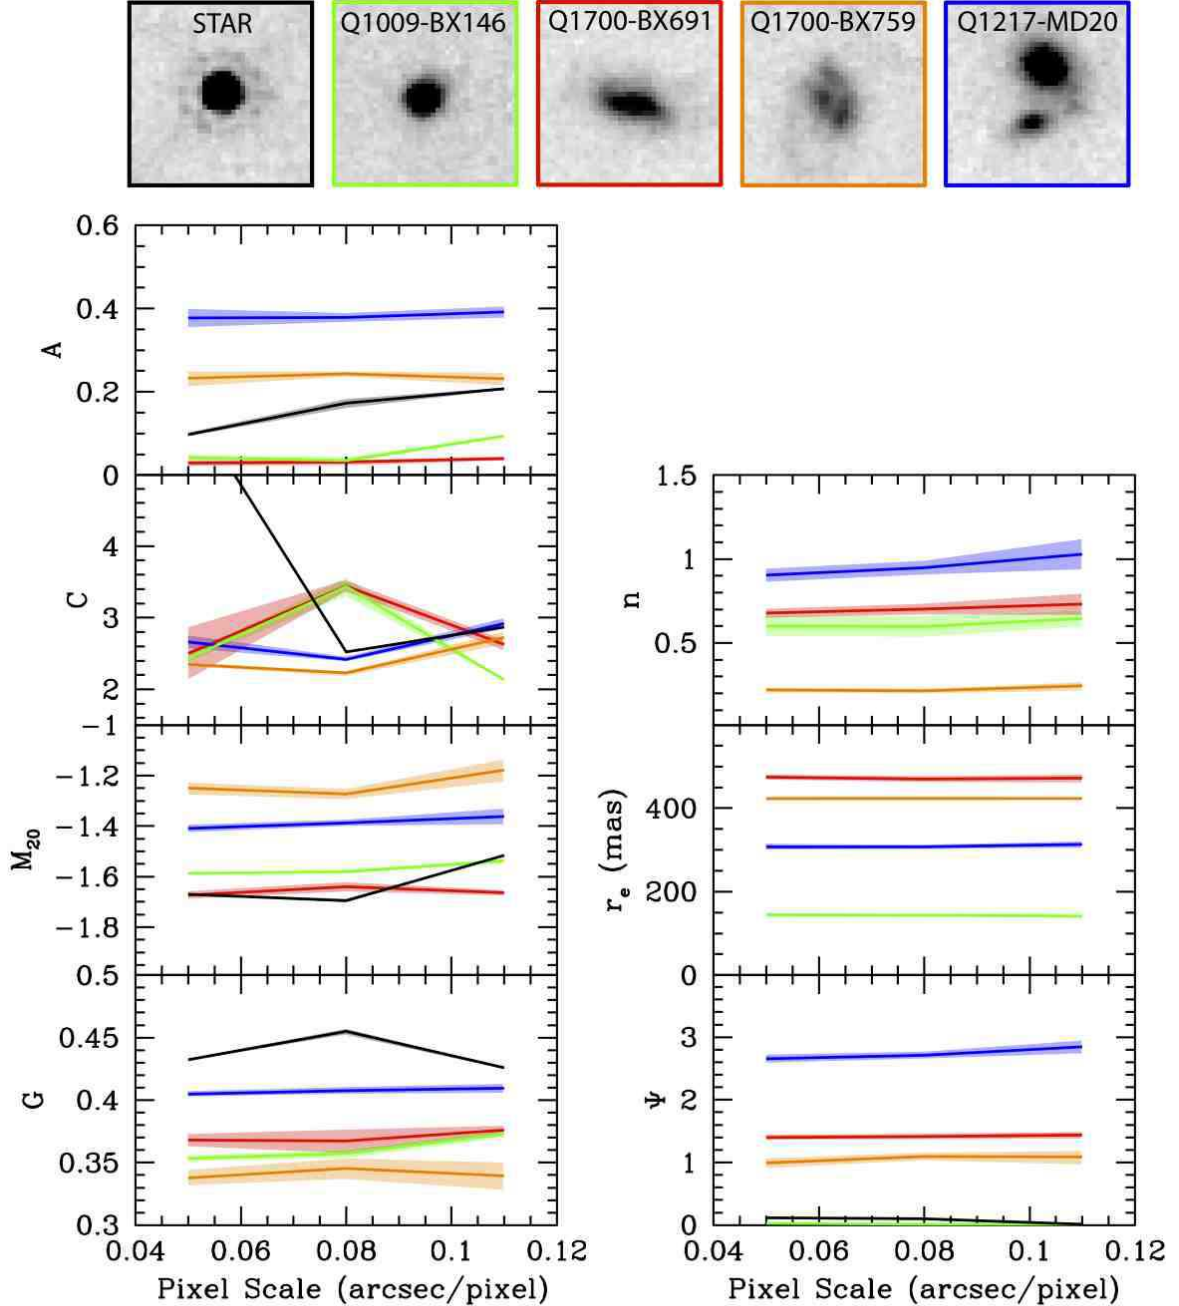 STAR Q1009-BX146 Q1700-BX691 Q1700-BX759 Q1217-MD20
0.6
0.4
A
0.2
0
4
C
3
2
−1
−1.2
−1.4
M20
−1.6
−1.8
0.5
0.45
G
0.4
0.35
0.3
0.04 0.06 0.08 0.1 0.12
Pixel Scale (arcsec/pixel)
1.5
1
n
0.5
400
re (mas)
200
0
3
Ψ
2
1
0
0.04 0.06 0.08 0.1 0.12
Pixel Scale (arcsec/pixel)